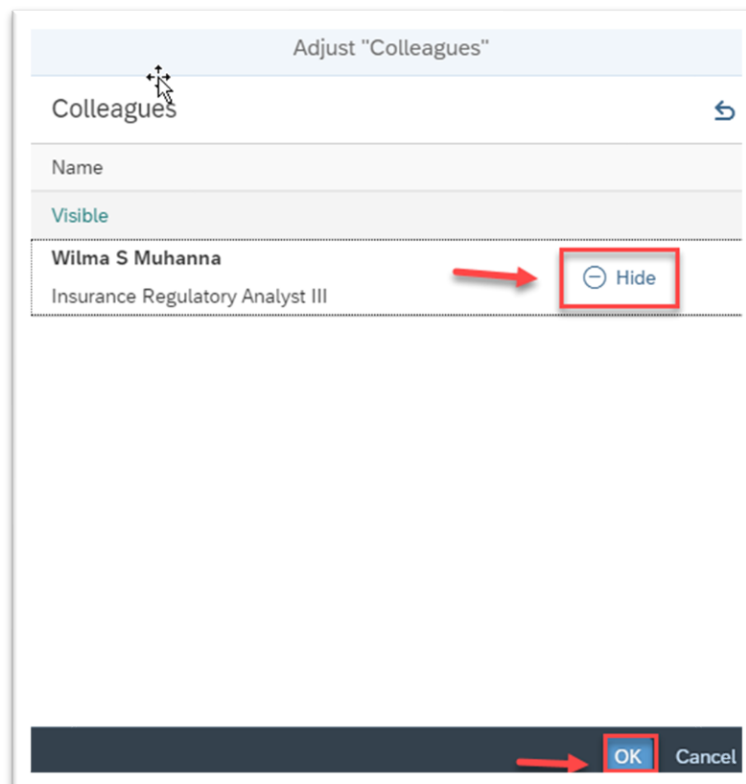 Adjust "Colleagues"
Colleagues
Name
Visible
Wilma S Muhanna
Hide
Insurance Regulatory Analyst III
OK Cancel